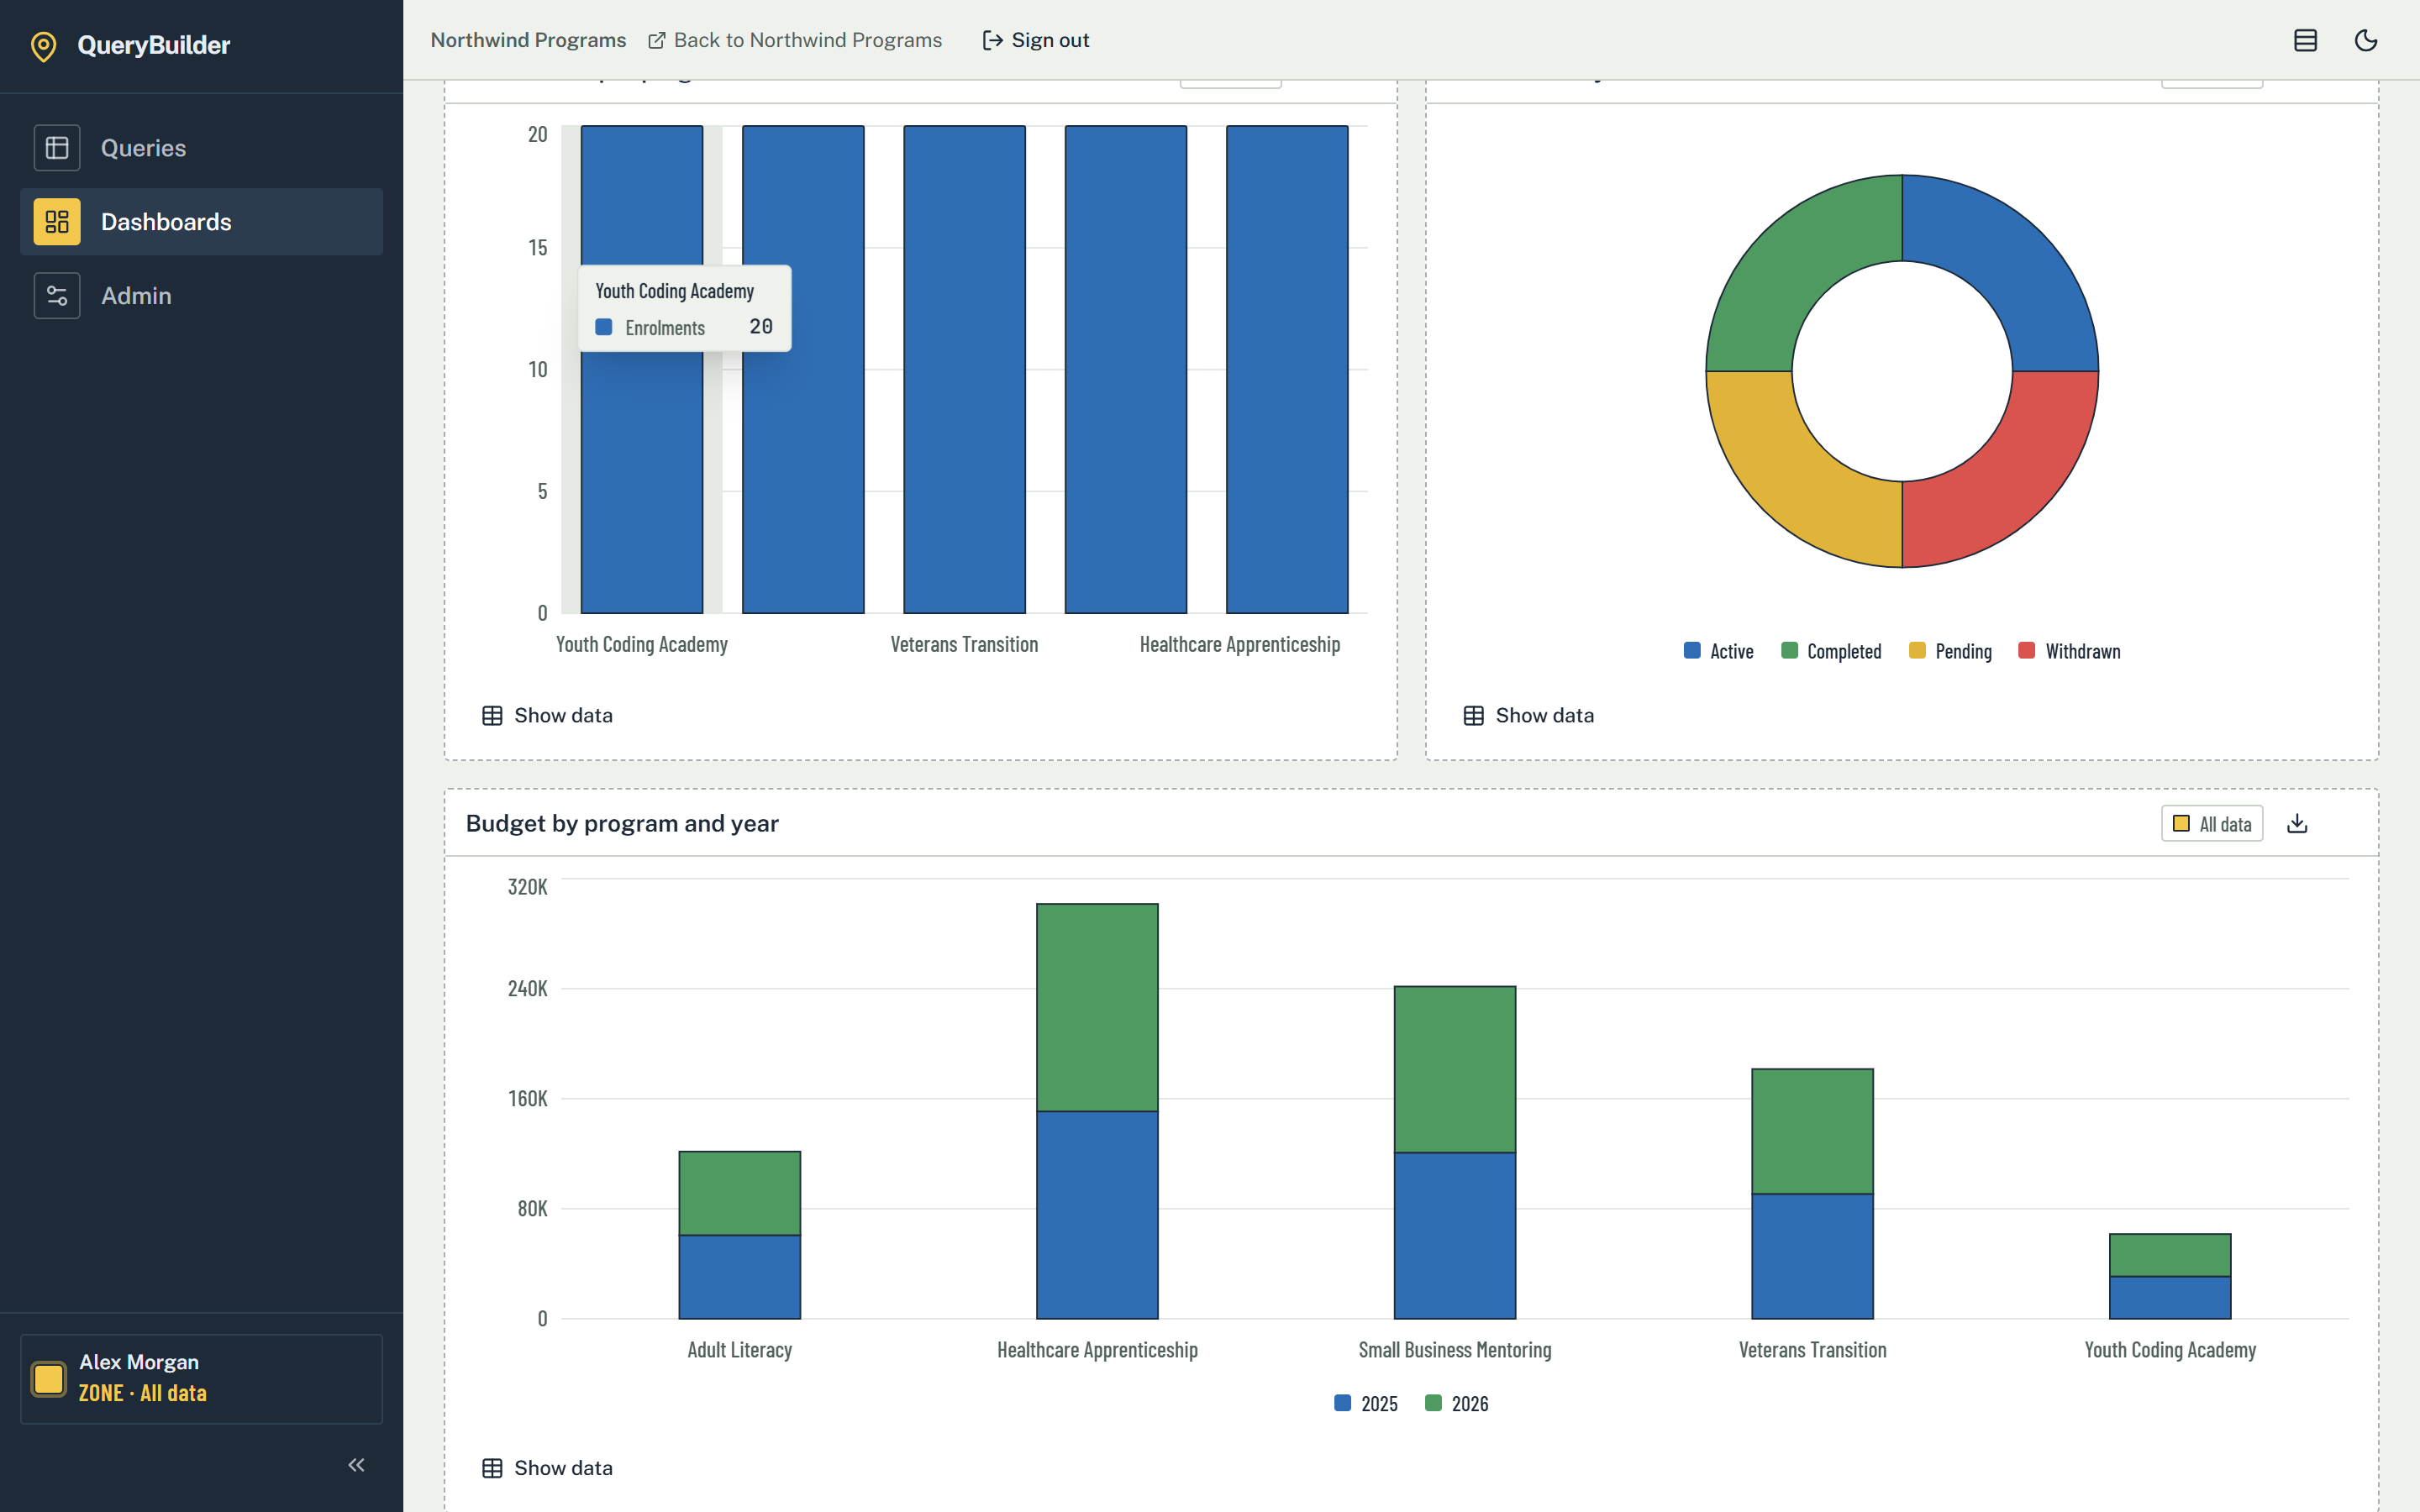 QueryBuilder
Northwind Programs
Back to Northwind Programs
Sign out
Queries
Dashboards
Admin
20
15
10
5
0
Youth Coding Academy
Enrolments 20
Youth Coding Academy
Veterans Transition
Healthcare Apprenticeship
Show data
Active
Completed
Pending
Withdrawn
Show data
Budget by program and year
All data
320K
240K
160K
80K
0
Adult Literacy
Healthcare Apprenticeship
Small Business Mentoring
Veterans Transition
Youth Coding Academy
2025
2026
Show data
Alex Morgan
ZONE · All data